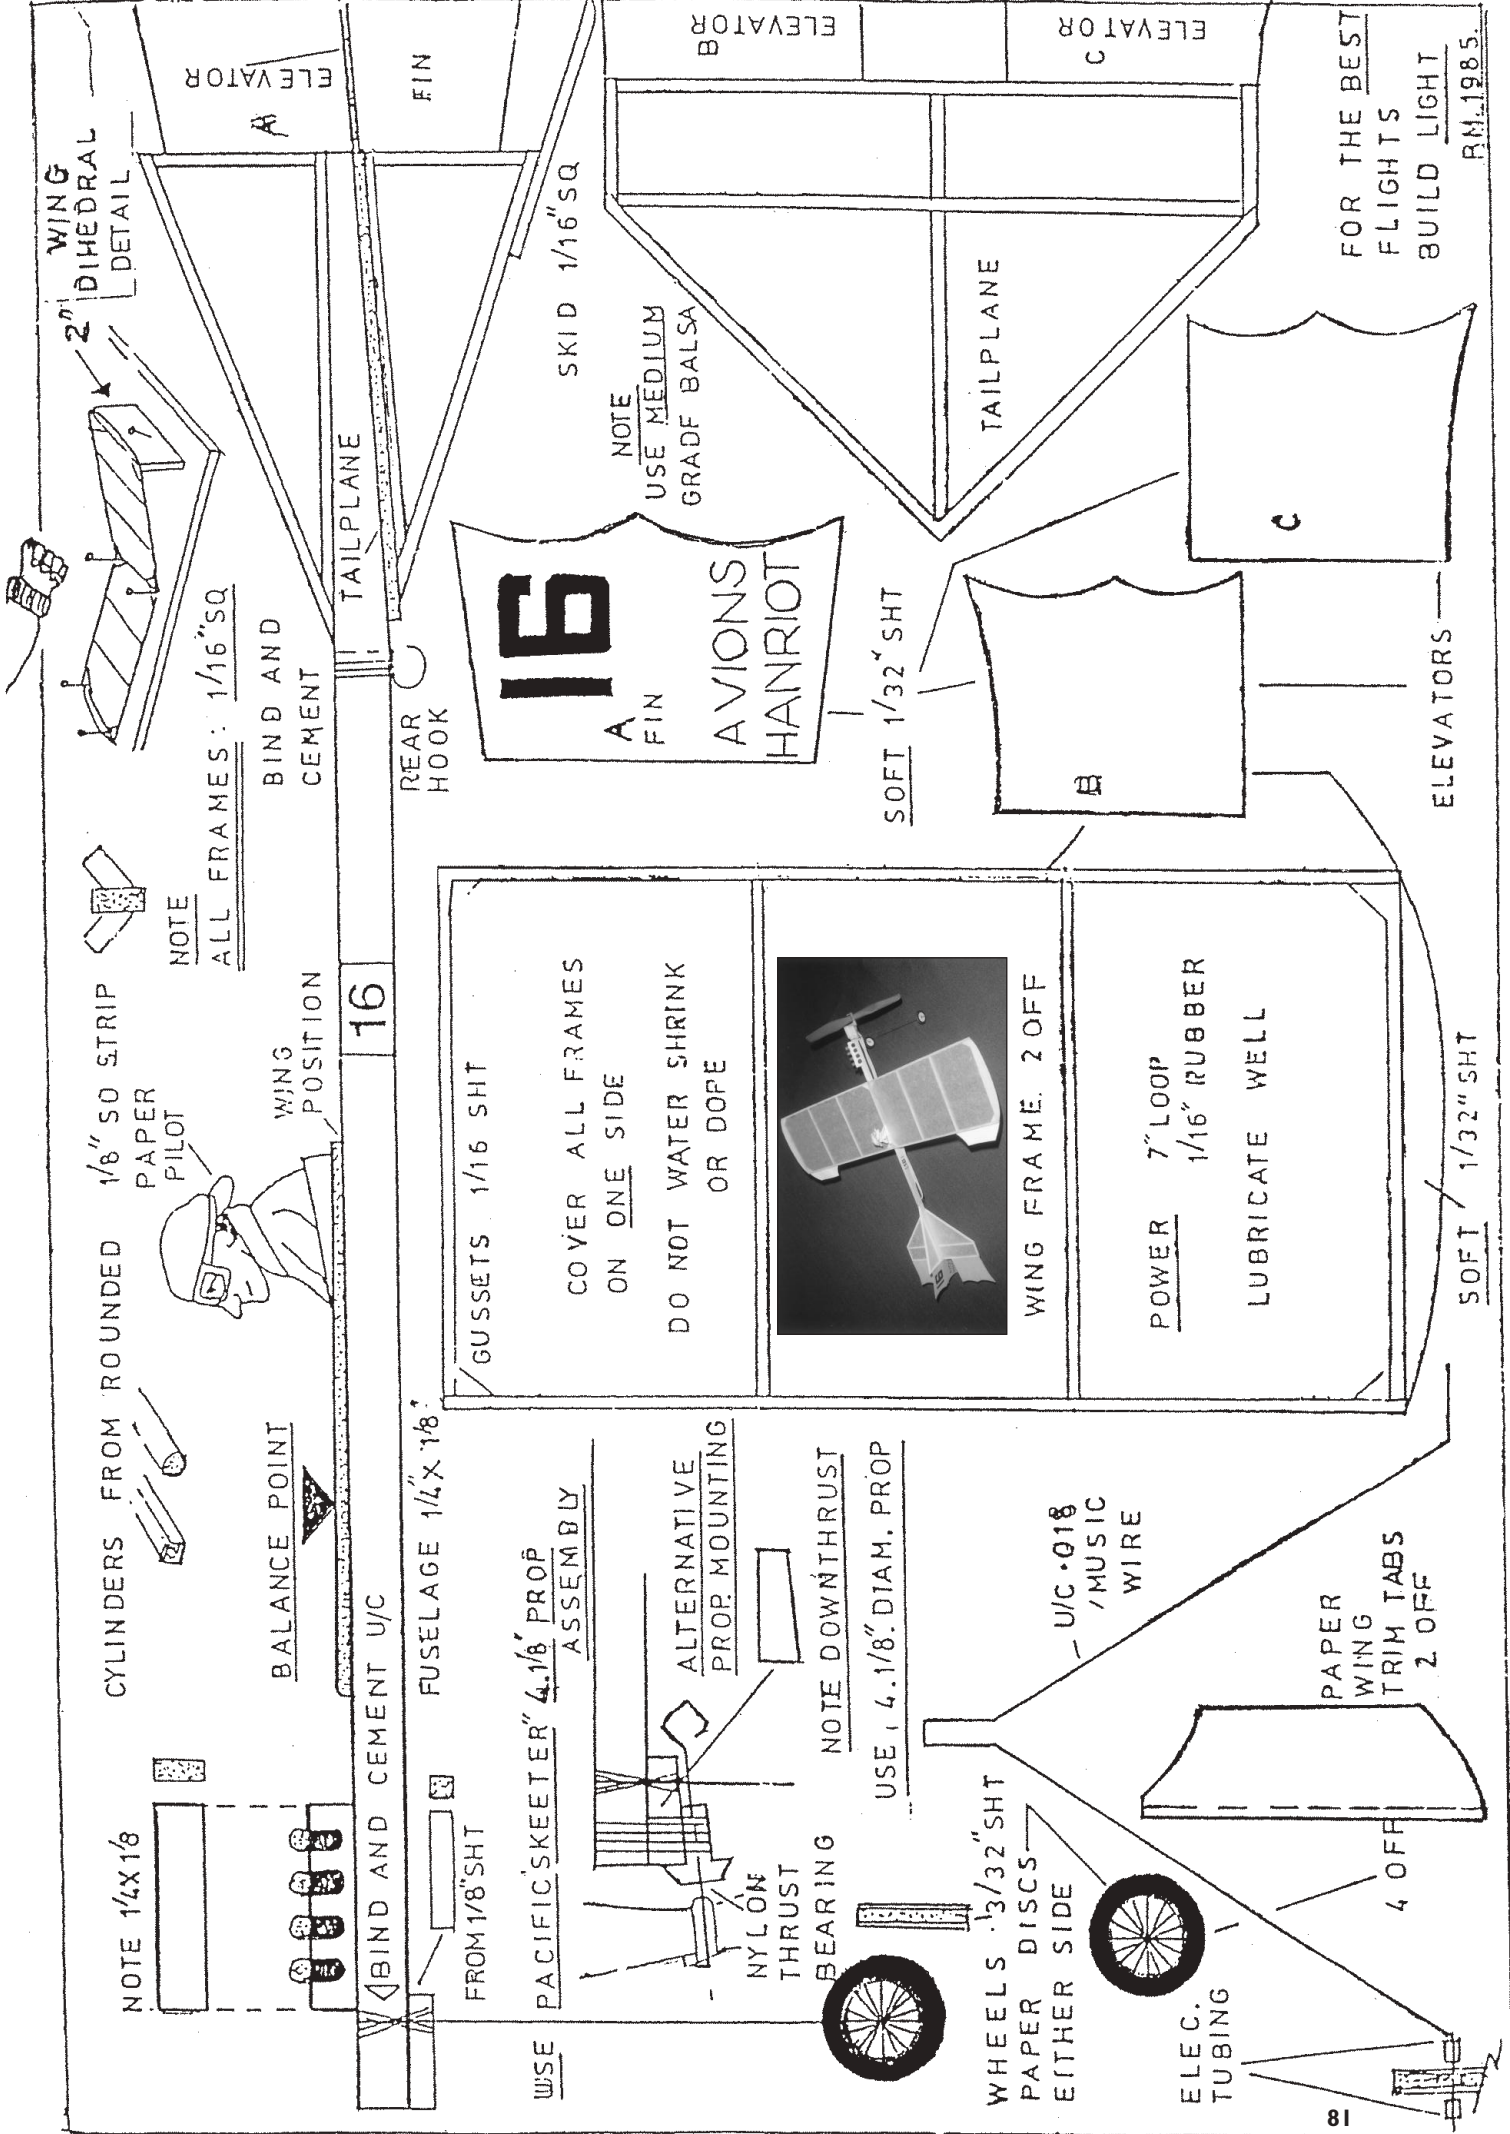 WING
2" DIHEDRAL
DETAIL
ELEVATOR
A
FIN
ELEVATOR
B
ELEVATOR
C
FOR THE BEST
FLIGHTS
BUILD LIGHT
RM.1985.
SKID 1/16"SQ
TAILPLANE
NOTE
USE MEDIUM
GRADF BALSA
TAILPLANE
NOTE
ALL FRAMES: 1/16"SQ
BIND AND
CEMENT
REAR
HOOK
16
A
FIN
AVIONS
HANRIOT
SOFT 1/32"SHT
B
C
ELEVATORS
CYLINDERS FROM ROUNDED 1/8" SO STRIP
PAPER
PILOT
WING
POSITION
16
BALANCE POINT
NOTE 1/4X1/8
BIND AND CEMENT U/C
FUSELAGE 1/4"X 1/8"
FROM 1/8"SHT
GUSSETS 1/16 SHT
COVER ALL FRAMES
ON ONE SIDE
DO NOT WATER SHRINK
OR DOPE
WING FRAME. 2 OFF
POWER 7"LOOP
1/16" RUBBER
LUBRICATE WELL
SOFT 1/32"SHT
USE PACIFIC"SKEETER" 4.1/8" PROP
ASSEMBLY
ALTERNATIVE
PROP. MOUNTING
NYLON
THRUST
BEARING
NOTE DOWNTHRUST
USE, 4.1/8".DIAM. PROP
U/C .018
MUSIC
WIRE
WHEELS 3/32"SHT
PAPER DISCS
EITHER SIDE
PAPER
WING
TRIM TABS
2 OFF
4 OFF
ELEC.
TUBING
81